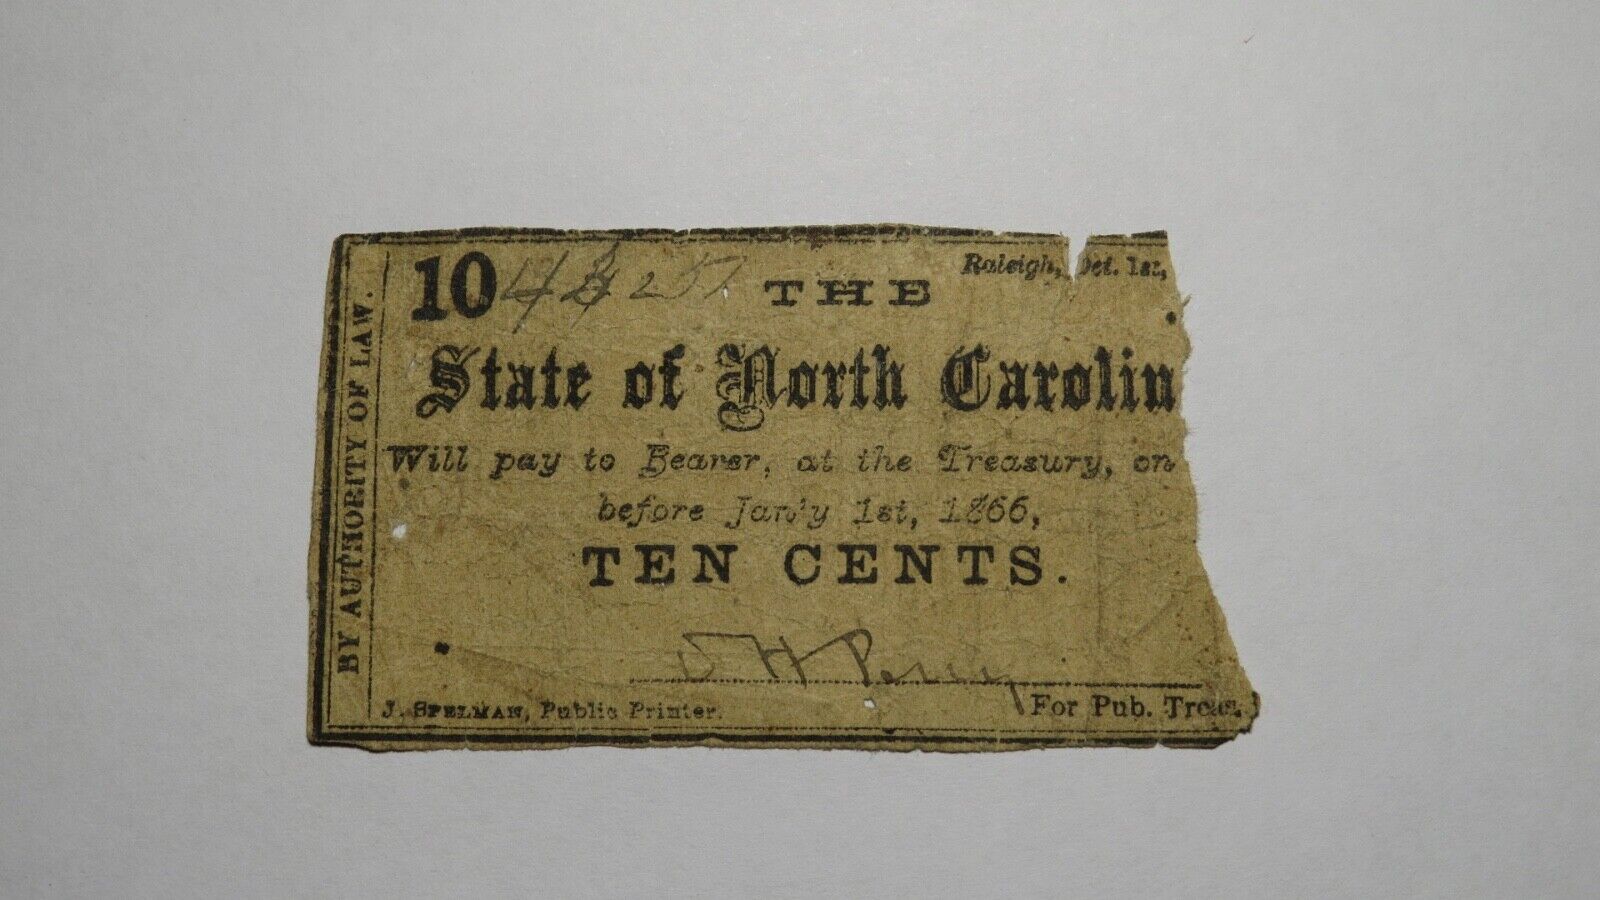 10 THE Raleigh, Oct. 1st,
State of North Carolin
Will pay to Bearer, at the Treasury, on
before Jan'y 1st, 1866,
TEN CENTS.
For Pub. Treas.
J. SPELMAN, Public Printer.
BY AUTHORITY OF LAW.